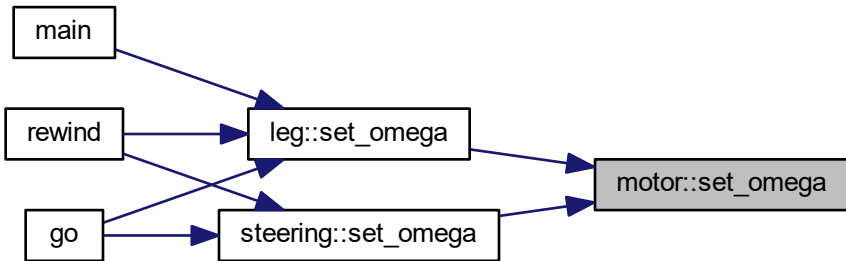 main
rewind
go
leg::set_omega
steering::set_omega
motor::set_omega